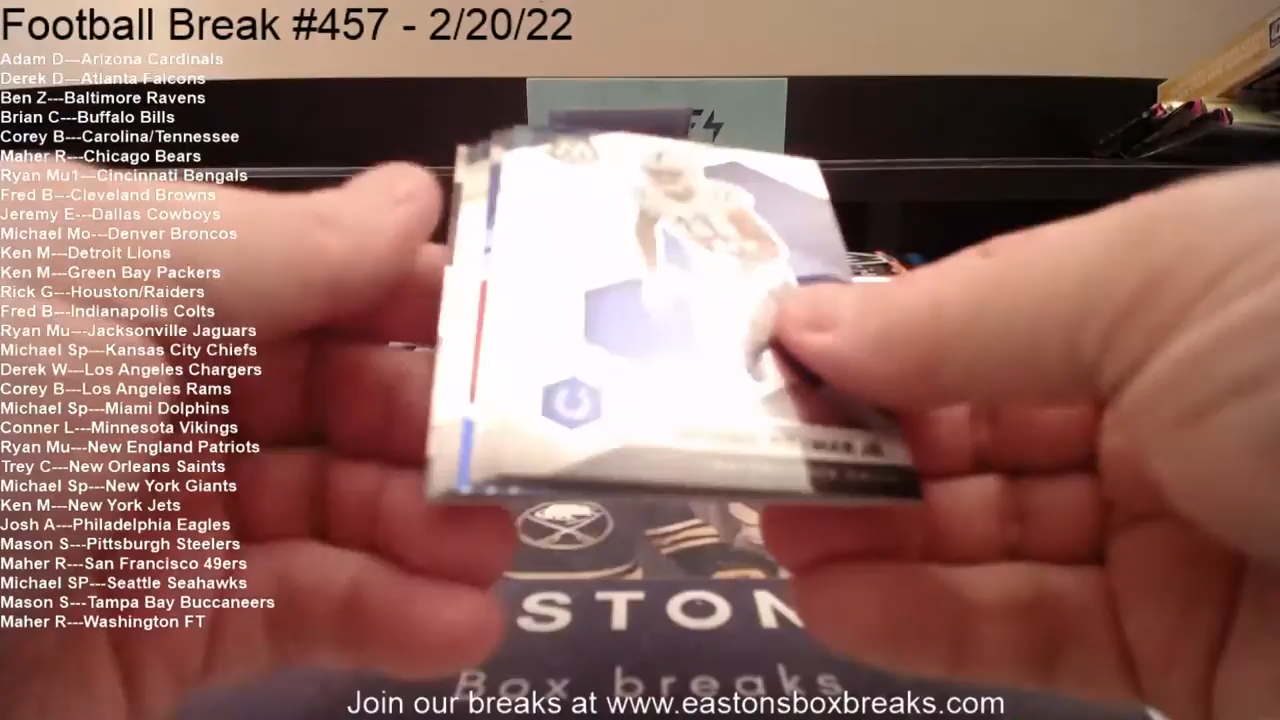 Football Break #457 - 2/20/22
Adam D---Arizona Cardinals
Derek D---Atlanta Falcons
Ben Z---Baltimore Ravens
Brian C---Buffalo Bills
Corey B---Carolina/Tennessee
Maher R---Chicago Bears
Ryan Mu1---Cincinnati Bengals
Fred B---Cleveland Browns
Jeremy E---Dallas Cowboys
Michael Mo---Denver Broncos
Ken M---Detroit Lions
Ken M---Green Bay Packers
Rick G---Houston/Raiders
Fred B---Indianapolis Colts
Ryan Mu---Jacksonville Jaguars
Michael Sp---Kansas City Chiefs
Derek W---Los Angeles Chargers
Corey B---Los Angeles Rams
Michael Sp---Miami Dolphins
Conner L---Minnesota Vikings
Ryan Mu---New England Patriots
Trey C---New Orleans Saints
Michael Sp---New York Giants
Ken M---New York Jets
Josh A---Philadelphia Eagles
Mason S---Pittsburgh Steelers
Maher R---San Francisco 49ers
Michael SP---Seattle Seahawks
Mason S---Tampa Bay Buccaneers
Maher R---Washington FT
STON
Box breaks
Join our breaks at www.eastonsboxbreaks.com